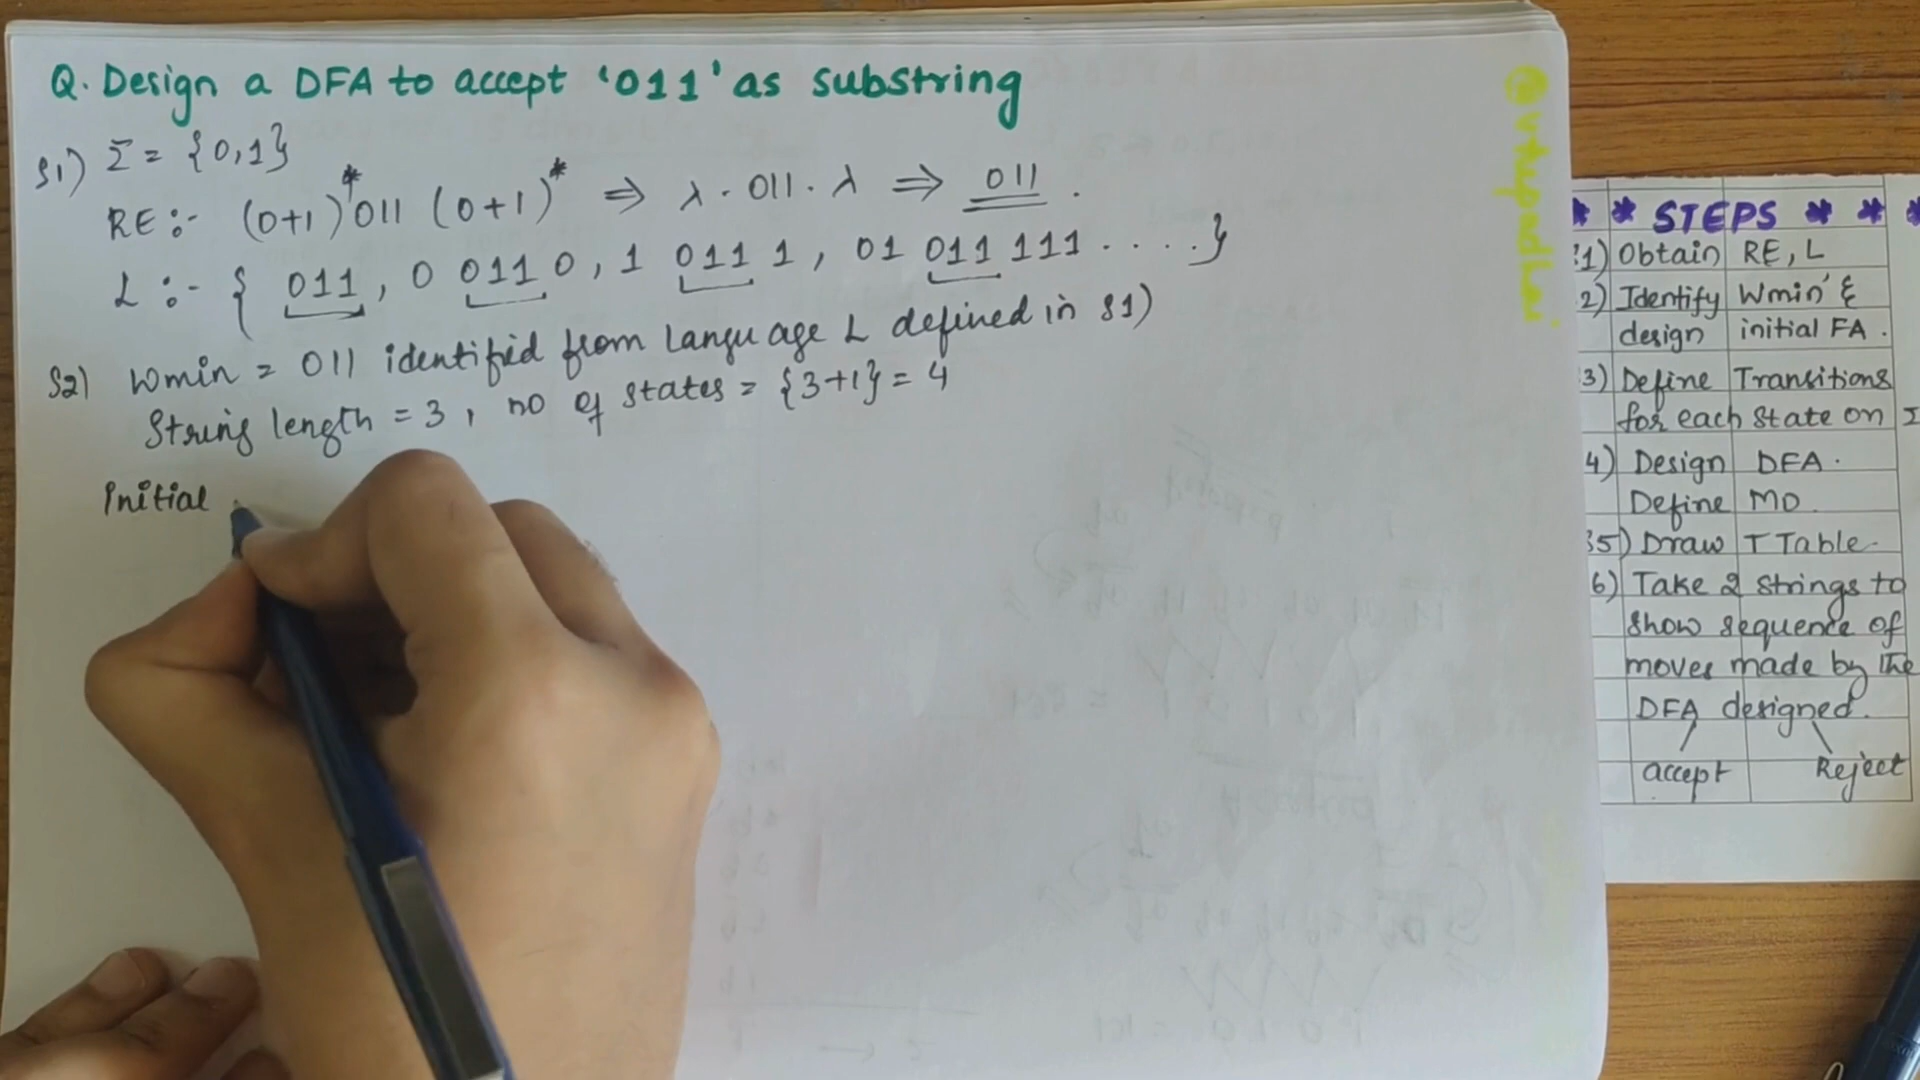 Q. Design a DFA to accept '011' as substring
S1) Σ = {0,1}
RE :- (0+1)*011 (0+1)* ⇒ λ · 011 · λ ⇒ 011 .
L :- { 011 , 0 011 0 , 1 011 1 , 01 011 111 . . . . }
S2) Wmin = 011 identified from Language L defined in S1)
String length = 3 , no of states = {3+1} = 4
Initial
@vtupadhai
* * STEPS * * *
1) Obtain RE, L
2) Identify Wmin &
design initial FA .
3) Define Transitions
for each state on
4) Design DFA .
Define MD
5) Draw T Table .
6) Take 2 strings to
show sequence of
moves made by the
DFA designed .
accept Reject